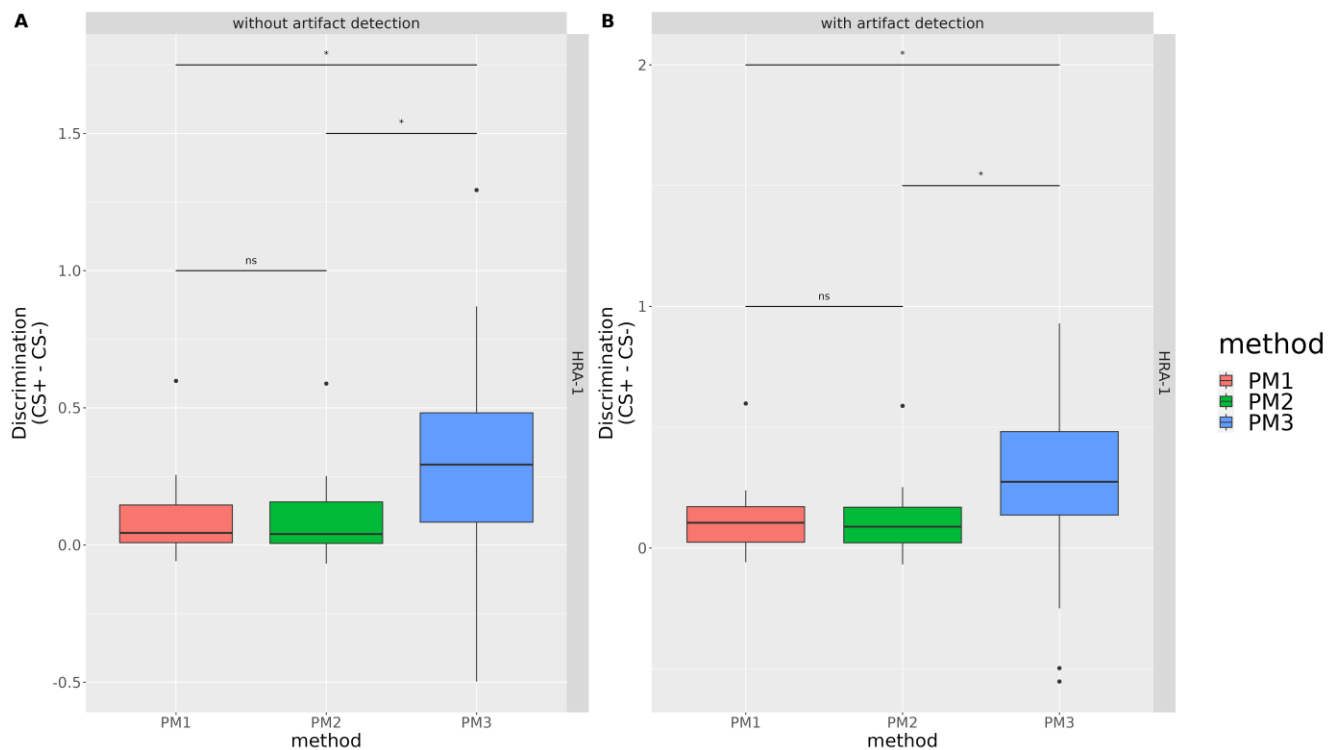 A
without artifact detection
*
*
ns
1.5
1.0
0.5
0.0
-0.5
Discrimination
(CS+ - CS-)
HRA-1
PM1
PM2
PM3
method
B
with artifact detection
*
*
ns
2
1
0
Discrimination
(CS+ - CS-)
HRA-1
PM1
PM2
PM3
method
method
PM1
PM2
PM3